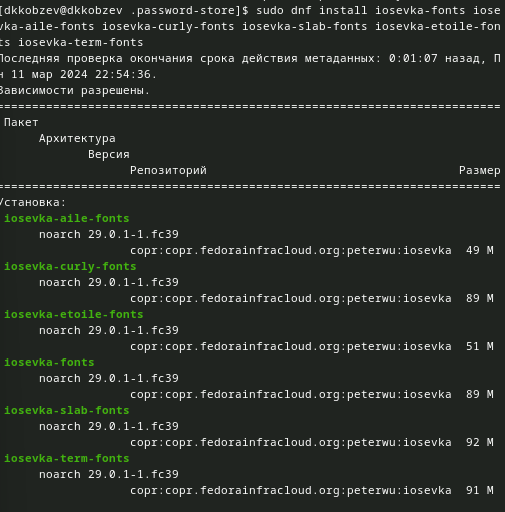 [dkkobzev@dkkobzev .password-store]$ sudo dnf install iosevka-fonts iose
vka-aile-fonts iosevka-curly-fonts iosevka-slab-fonts iosevka-etoile-fon
ts iosevka-term-fonts
Последняя проверка окончания срока действия метаданных: 0:01:07 назад, П
н 11 мар 2024 22:54:36.
Зависимости разрешены.
========================================================================
Пакет
Архитектура
Версия
Репозиторий Размер
========================================================================
Установка:
iosevka-aile-fonts
noarch 29.0.1-1.fc39
copr:copr.fedorainfracloud.org:peterwu:iosevka 49 M
iosevka-curly-fonts
noarch 29.0.1-1.fc39
copr:copr.fedorainfracloud.org:peterwu:iosevka 89 M
iosevka-etoile-fonts
noarch 29.0.1-1.fc39
copr:copr.fedorainfracloud.org:peterwu:iosevka 51 M
iosevka-fonts
noarch 29.0.1-1.fc39
copr:copr.fedorainfracloud.org:peterwu:iosevka 89 M
iosevka-slab-fonts
noarch 29.0.1-1.fc39
copr:copr.fedorainfracloud.org:peterwu:iosevka 92 M
iosevka-term-fonts
noarch 29.0.1-1.fc39
copr:copr.fedorainfracloud.org:peterwu:iosevka 91 M